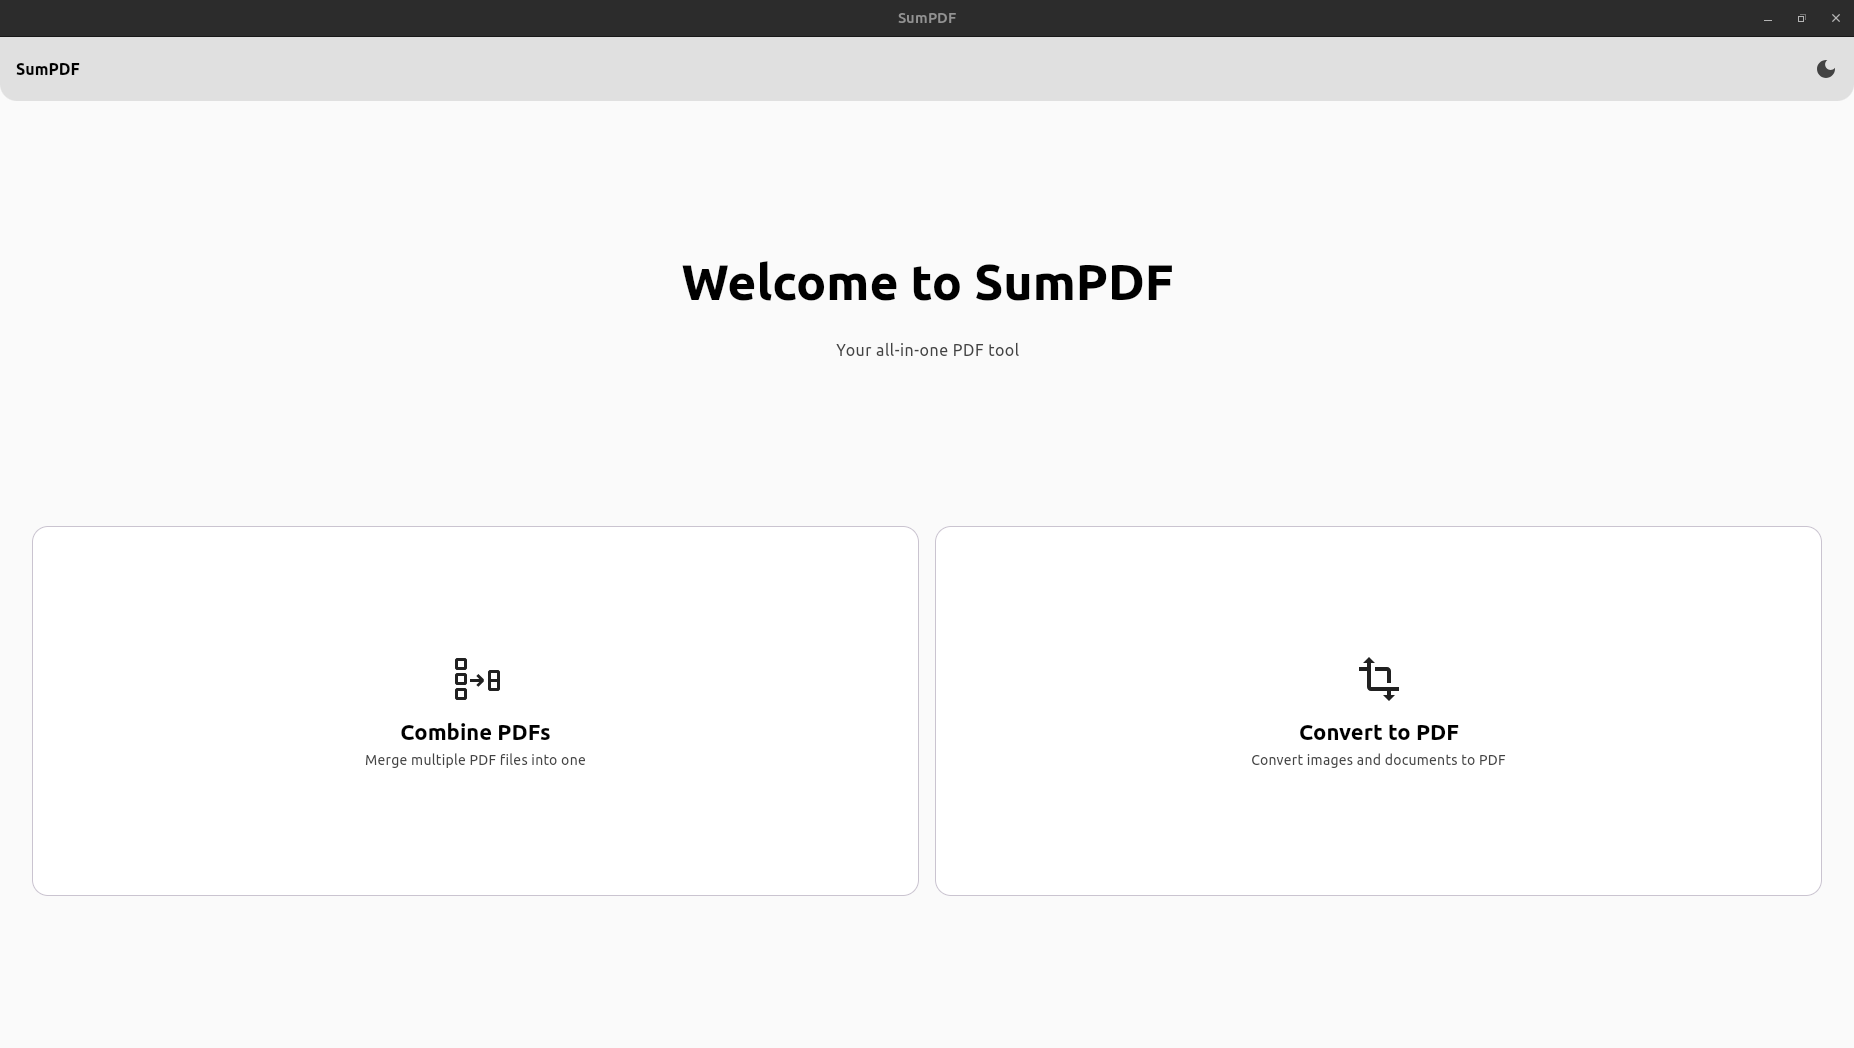 SumPDF
SumPDF
Welcome to SumPDF
Your all-in-one PDF tool
Combine PDFs
Merge multiple PDF files into one
Convert to PDF
Convert images and documents to PDF